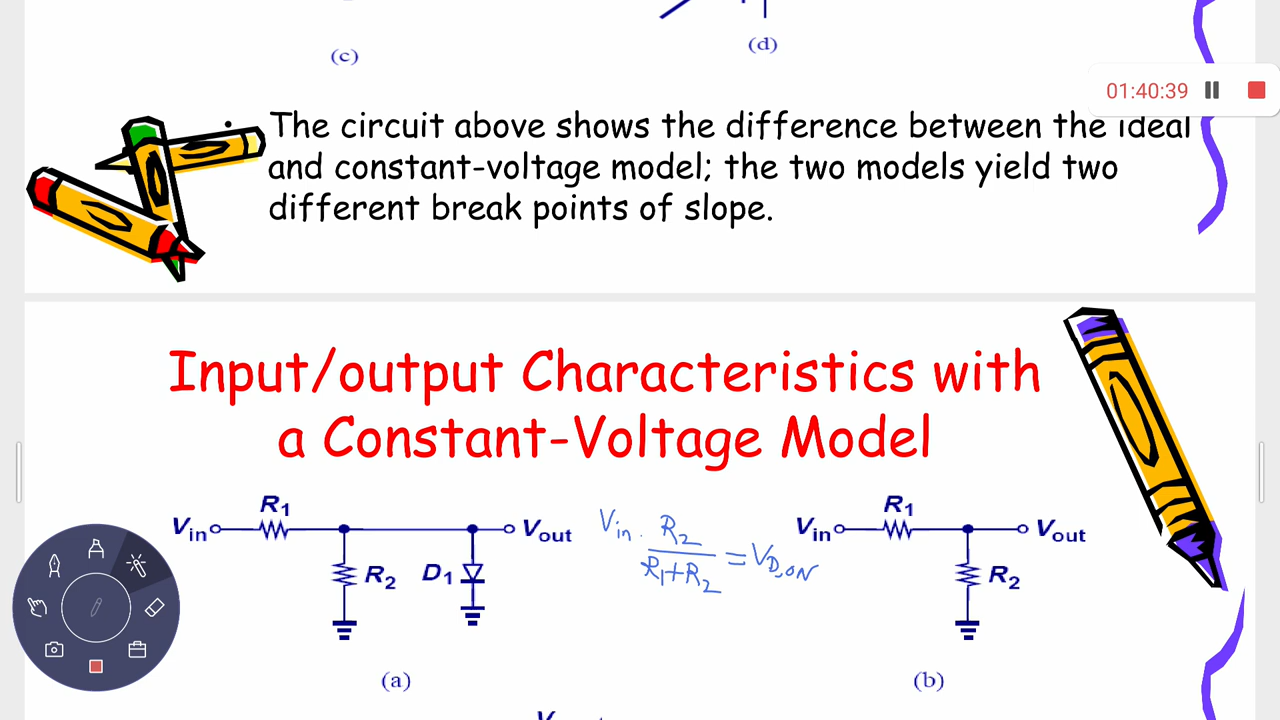 (c)
(d)
01:40:39
• The circuit above shows the difference between the ideal
and constant-voltage model; the two models yield two
different break points of slope.
Input/output Characteristics with
a Constant-Voltage Model
Vin R1 Vout
R2 D1
(a)
Vin · R2 / R1+R2 = VD,ON
Vin R1 Vout
R2
(b)